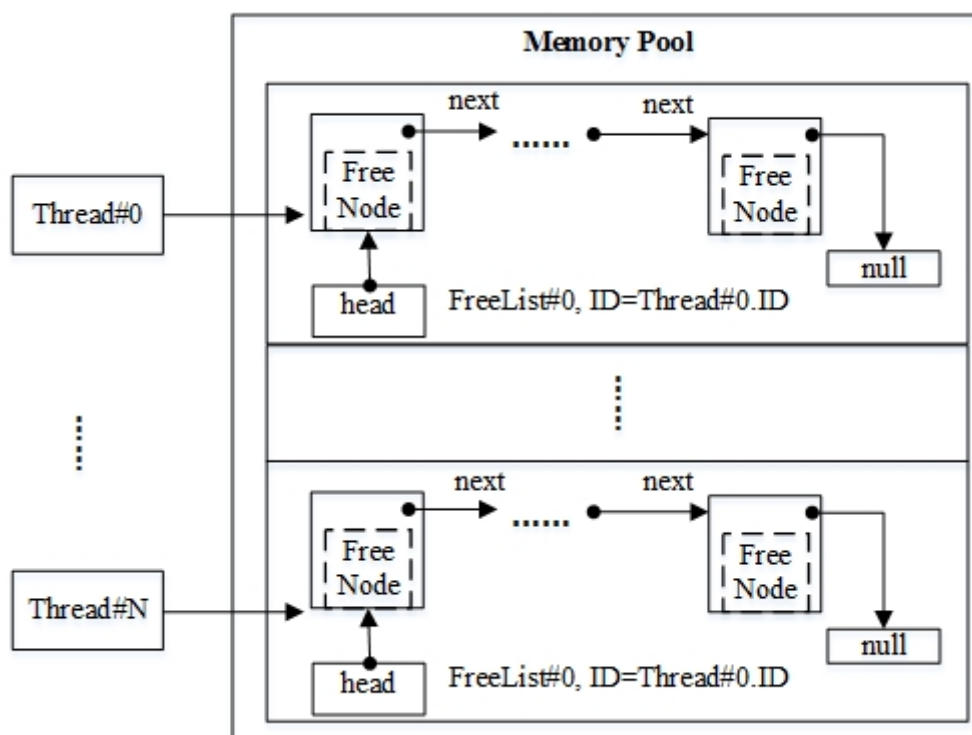 Memory Pool
next
next
Free
Node
Free
Node
Thread#0
null
head
FreeList#0, ID=Thread#0.ID
......
......
......
next
next
......
Free
Node
Free
Node
Thread#N
null
head
FreeList#0, ID=Thread#0.ID